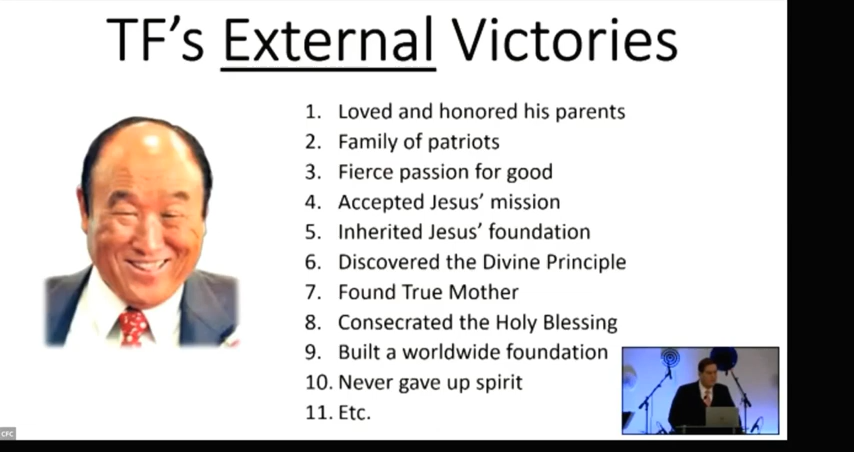 TF's External Victories
1. Loved and honored his parents
2. Family of patriots
3. Fierce passion for good
4. Accepted Jesus' mission
5. Inherited Jesus' foundation
6. Discovered the Divine Principle
7. Found True Mother
8. Consecrated the Holy Blessing
9. Built a worldwide foundation
10. Never gave up spirit
11. Etc.
CFC